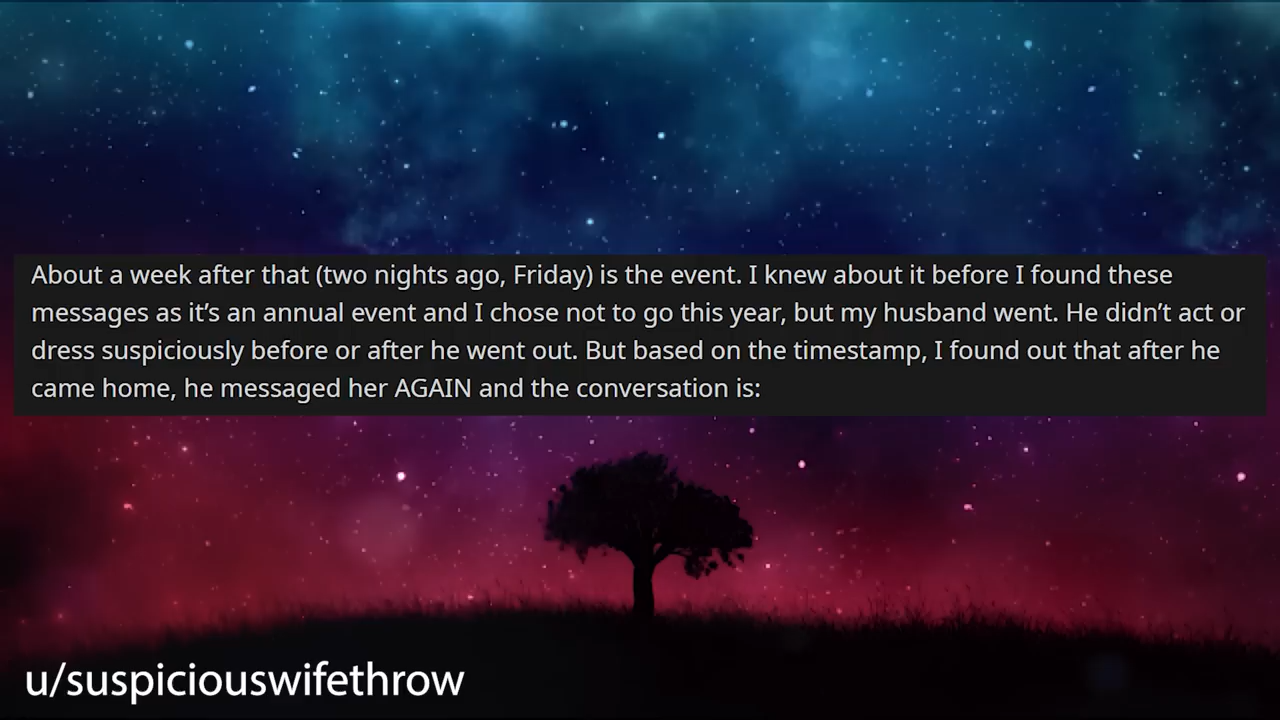 About a week after that (two nights ago, Friday) is the event. I knew about it before I found these
messages as it’s an annual event and I chose not to go this year, but my husband went. He didn’t act or
dress suspiciously before or after he went out. But based on the timestamp, I found out that after he
came home, he messaged her AGAIN and the conversation is:
u/suspiciouswifethrow